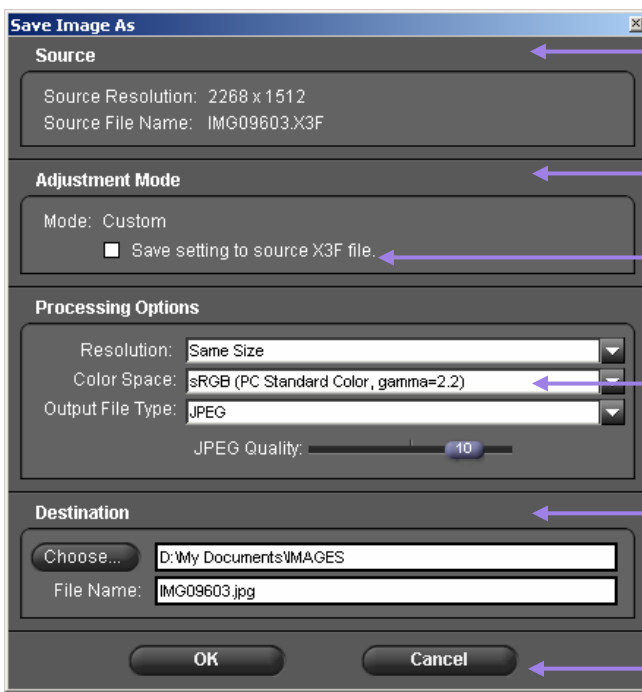 Save Image As
Source
Source Resolution: 2268 x 1512
Source File Name: IMG09603.X3F
Adjustment Mode
Mode: Custom
Save setting to source X3F file.
Processing Options
Resolution: Same Size
Color Space: sRGB (PC Standard Color, gamma=2.2)
Output File Type: JPEG
JPEG Quality: 10
Destination
Choose... D:\My Documents\IMAGES
File Name: IMG09603.jpg
OK Cancel